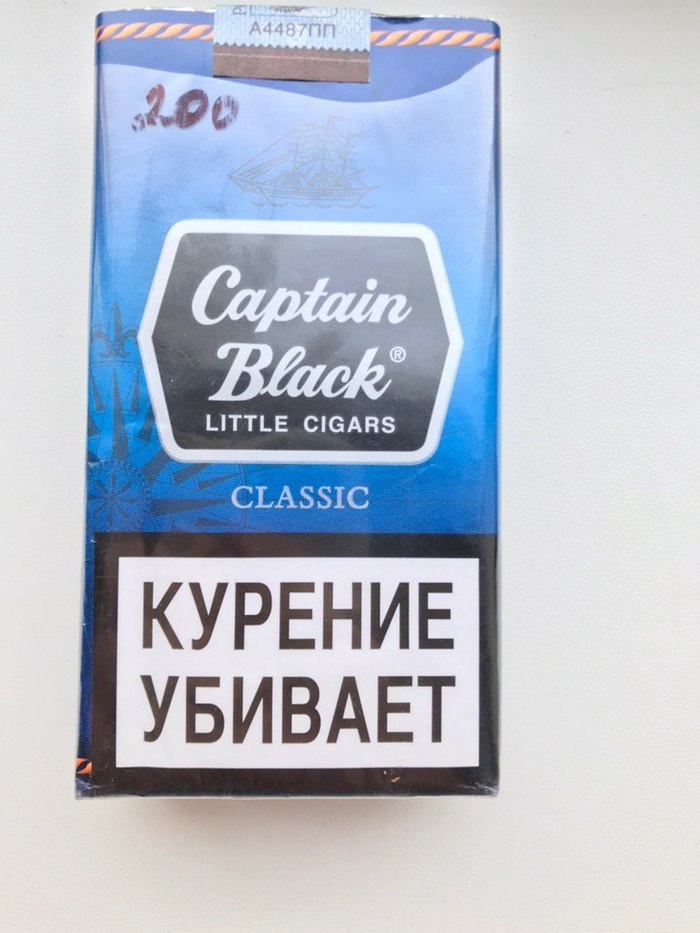 А4487ПП
200
Captain
Black®
LITTLE CIGARS
CLASSIC
КУРЕНИЕ
УБИВАЕТ